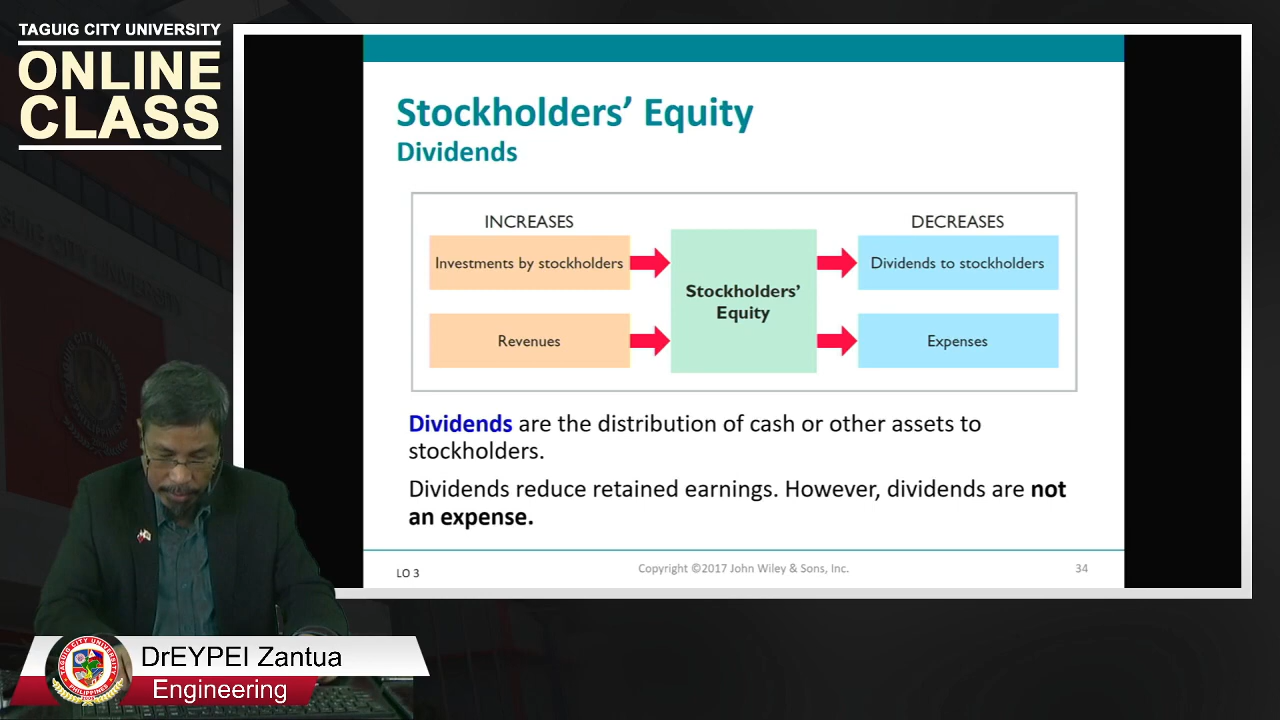 TAGUIG CITY UNIVERSITY
ONLINE
CLASS
Stockholders’ Equity
Dividends
INCREASES
DECREASES
Investments by stockholders
Dividends to stockholders
Stockholders’
Equity
Revenues
Expenses
Dividends are the distribution of cash or other assets to
stockholders.
Dividends reduce retained earnings. However, dividends are not
an expense.
LO 3
Copyright ©2017 John Wiley & Sons, Inc.
34
DrEYPEI Zantua
Engineering